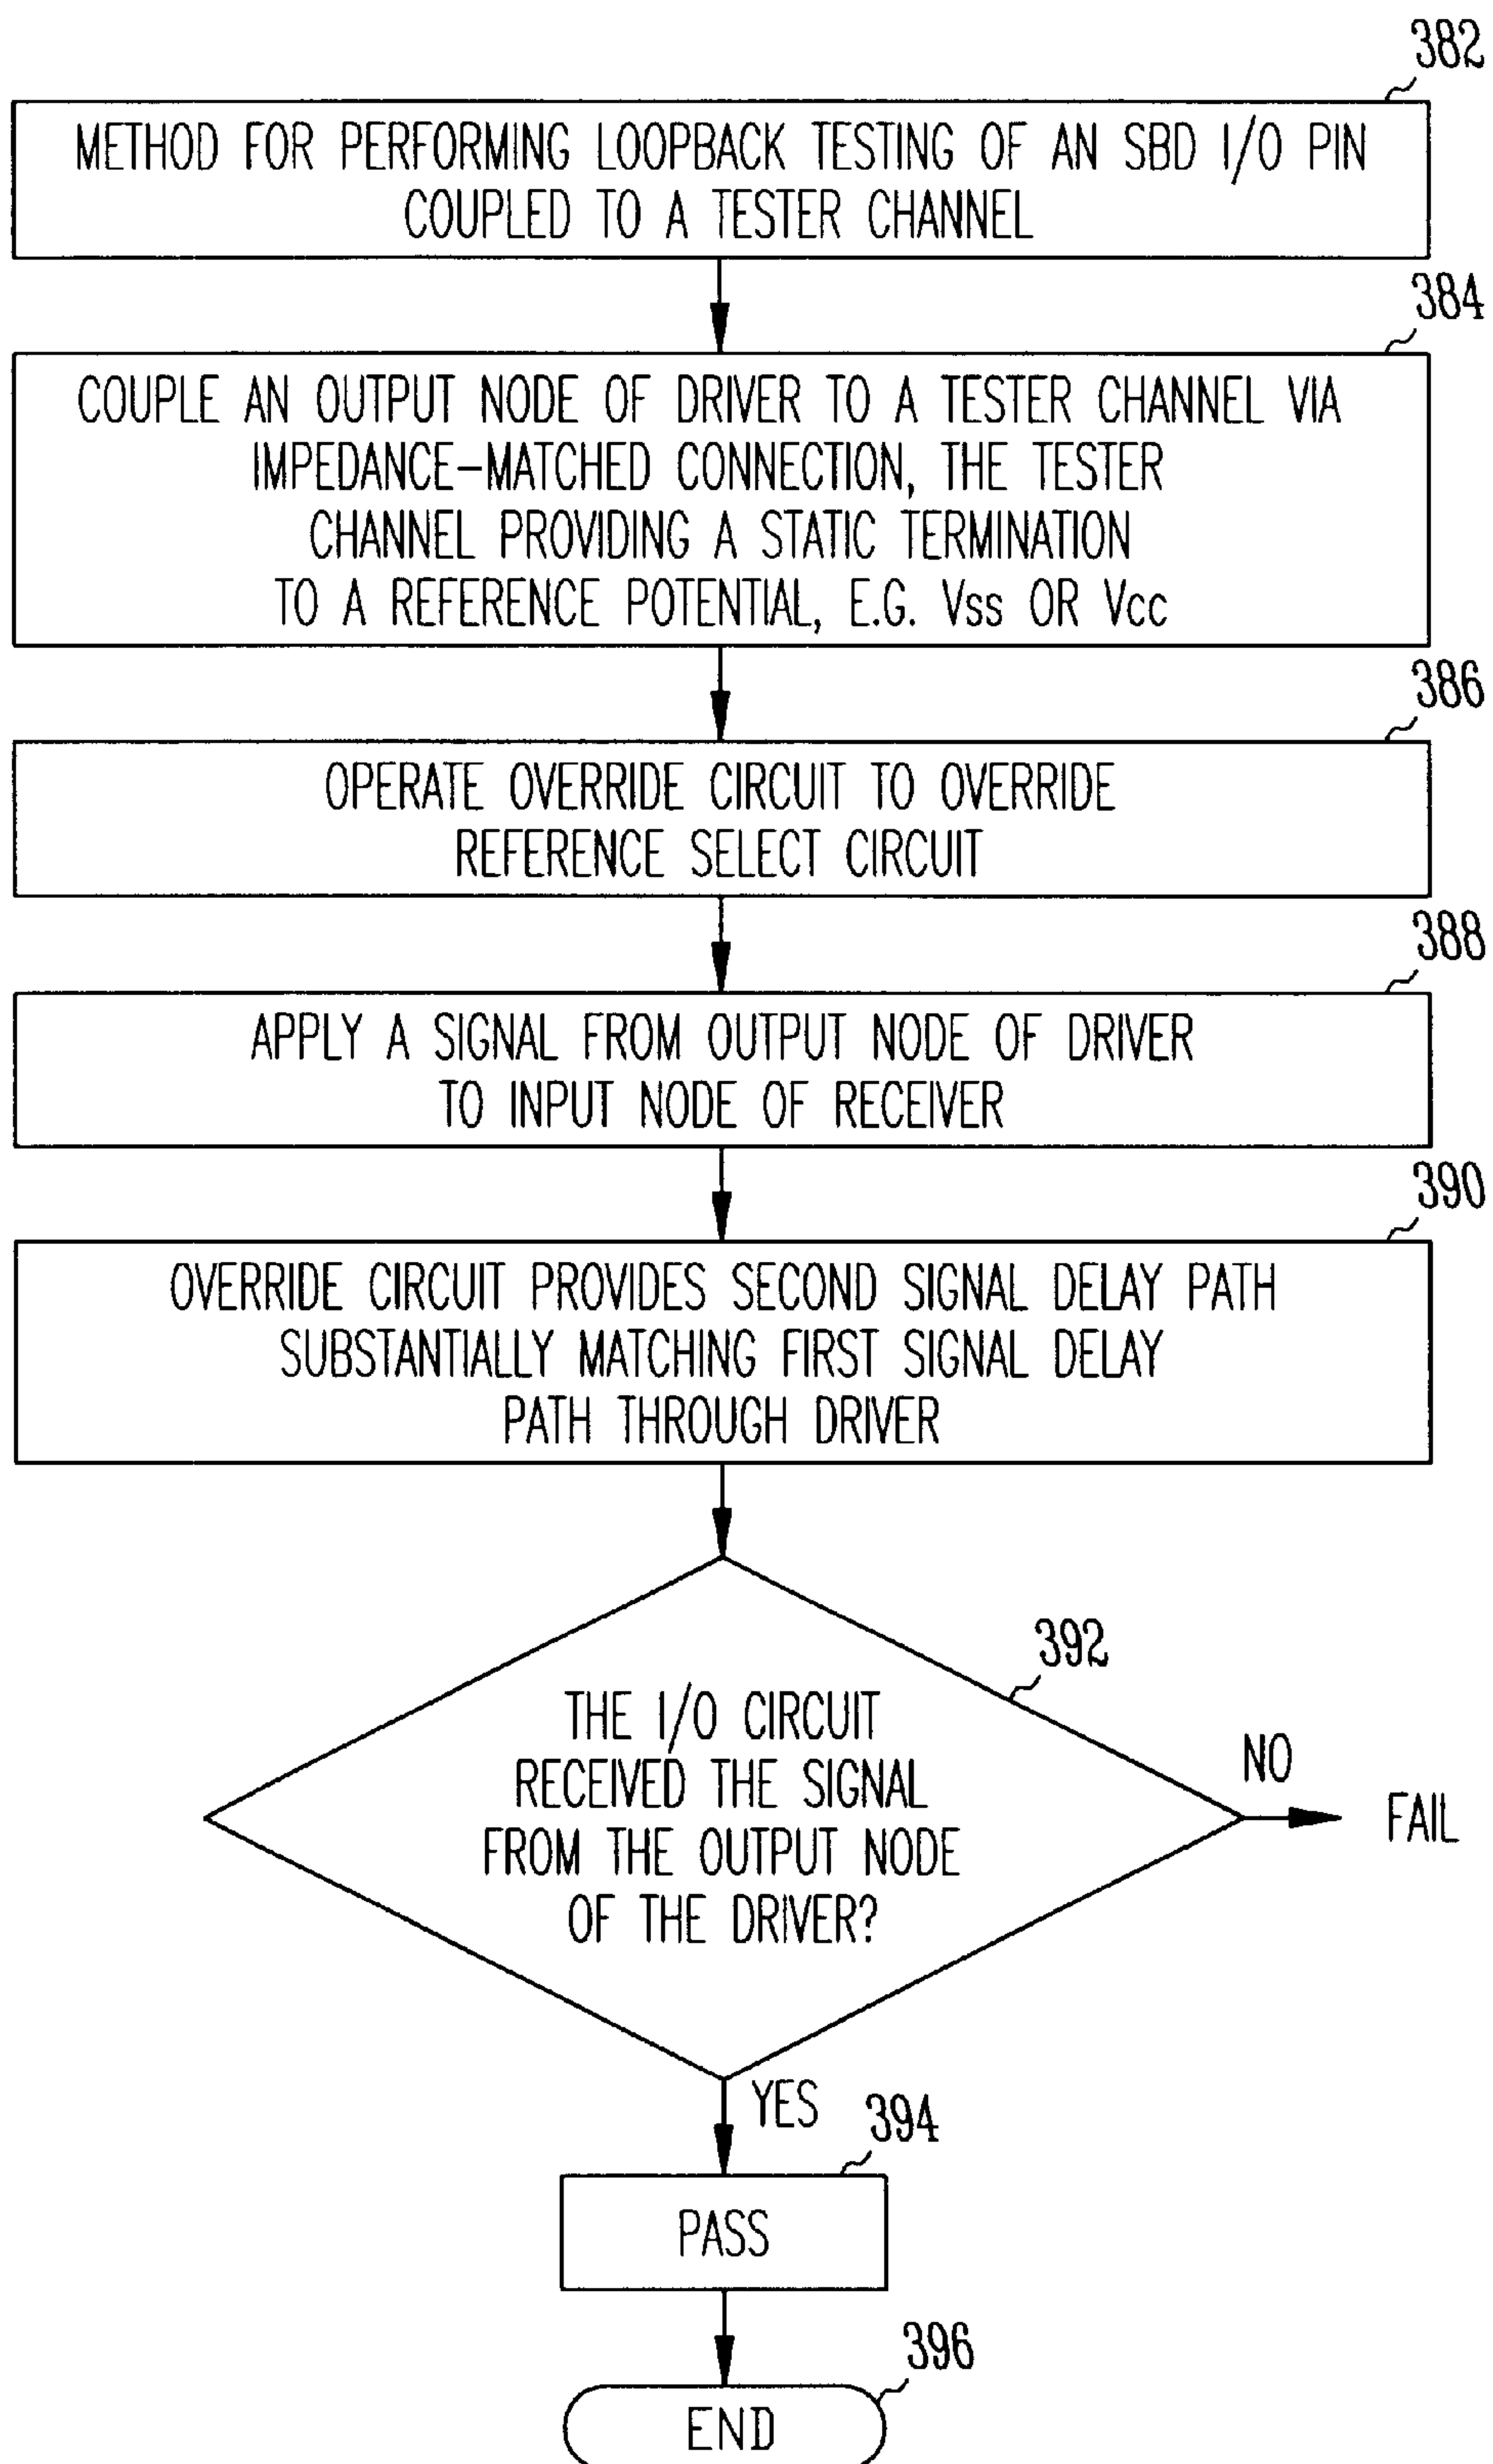 382
METHOD FOR PERFORMING LOOPBACK TESTING OF AN SBD I/O PIN
COUPLED TO A TESTER CHANNEL
384
COUPLE AN OUTPUT NODE OF DRIVER TO A TESTER CHANNEL VIA
IMPEDANCE-MATCHED CONNECTION, THE TESTER
CHANNEL PROVIDING A STATIC TERMINATION
TO A REFERENCE POTENTIAL, E.G. Vss OR Vcc
386
OPERATE OVERRIDE CIRCUIT TO OVERRIDE
REFERENCE SELECT CIRCUIT
388
APPLY A SIGNAL FROM OUTPUT NODE OF DRIVER
TO INPUT NODE OF RECEIVER
390
OVERRIDE CIRCUIT PROVIDES SECOND SIGNAL DELAY PATH
SUBSTANTIALLY MATCHING FIRST SIGNAL DELAY
PATH THROUGH DRIVER
392
THE I/O CIRCUIT
RECEIVED THE SIGNAL
FROM THE OUTPUT NODE
OF THE DRIVER?
NO
FAIL
YES
394
PASS
396
END